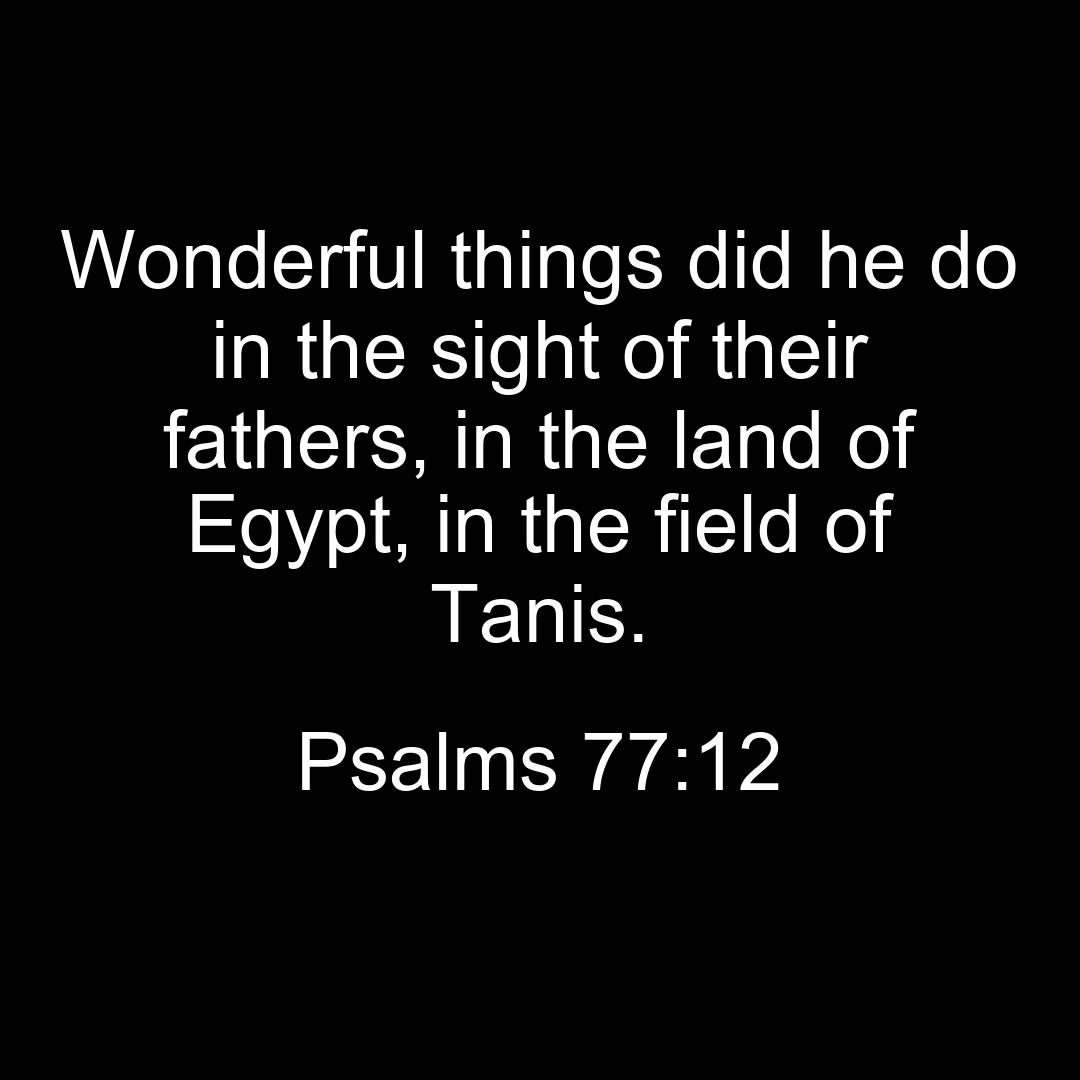 Wonderful things did he do
in the sight of their
fathers, in the land of
Egypt, in the field of
Tanis.
Psalms 77:12